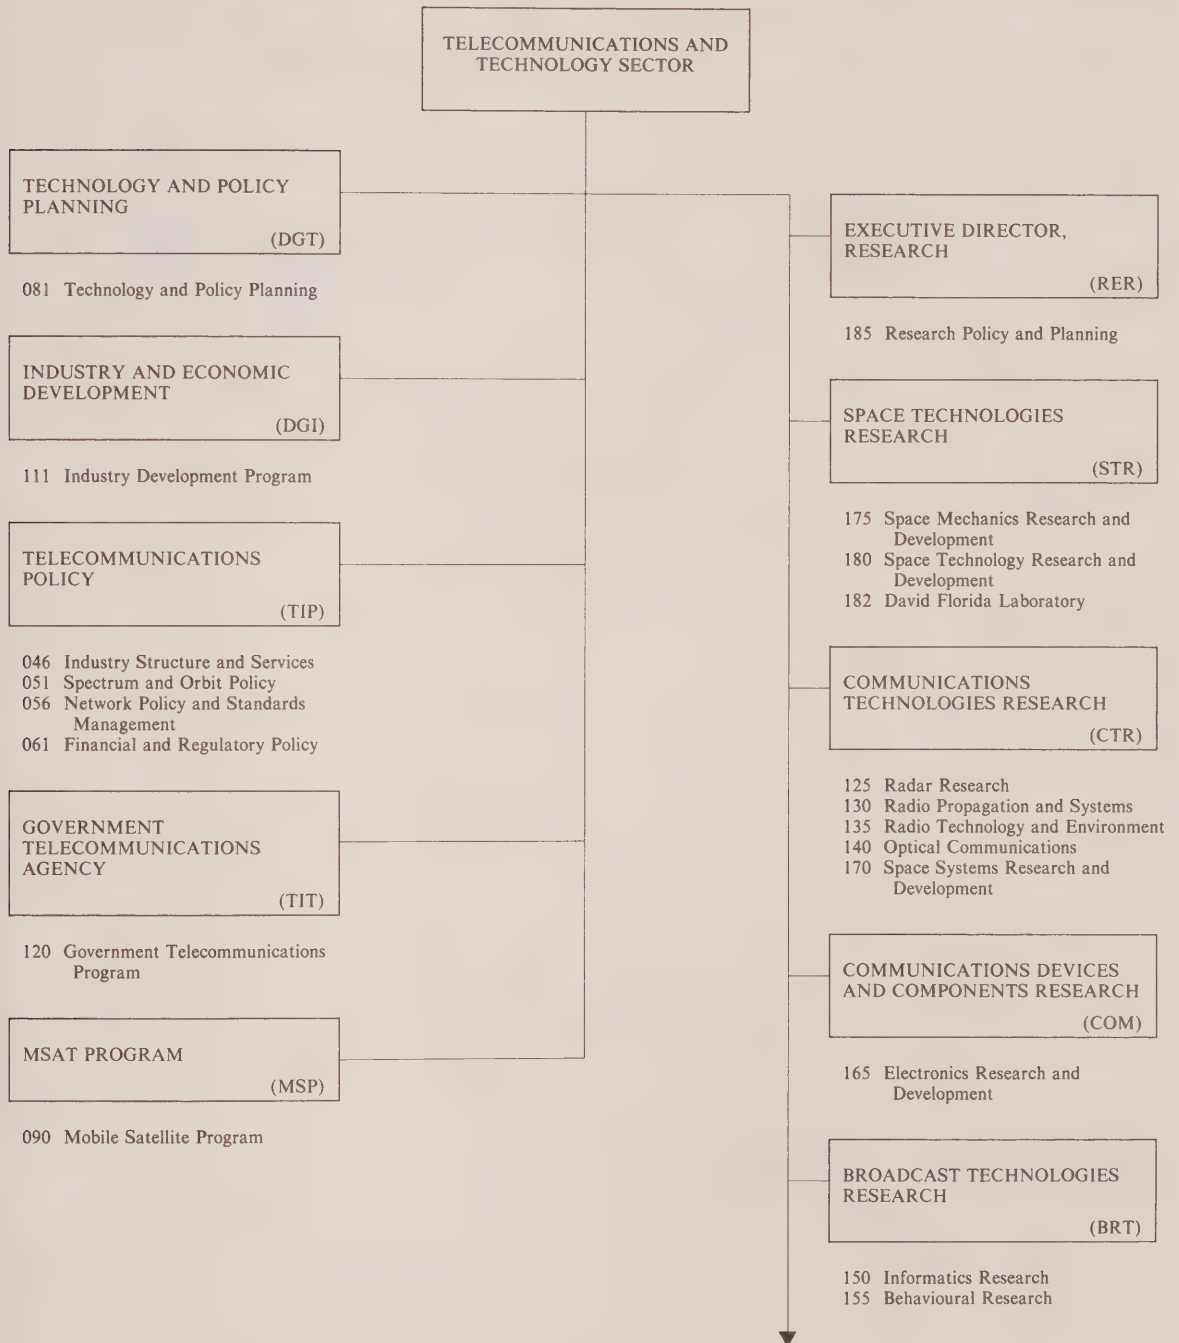 TELECOMMUNICATIONS AND
TECHNOLOGY SECTOR
TECHNOLOGY AND POLICY
PLANNING
(DGT)
081 Technology and Policy Planning
INDUSTRY AND ECONOMIC
DEVELOPMENT
(DGI)
111 Industry Development Program
TELECOMMUNICATIONS
POLICY
(TIP)
046 Industry Structure and Services
051 Spectrum and Orbit Policy
056 Network Policy and Standards
Management
061 Financial and Regulatory Policy
GOVERNMENT
TELECOMMUNICATIONS
AGENCY
(TIT)
120 Government Telecommunications
Program
MSAT PROGRAM
(MSP)
090 Mobile Satellite Program
EXECUTIVE DIRECTOR,
RESEARCH
(RER)
185 Research Policy and Planning
SPACE TECHNOLOGIES
RESEARCH
(STR)
175 Space Mechanics Research and
Development
180 Space Technology Research and
Development
182 David Florida Laboratory
COMMUNICATIONS
TECHNOLOGIES RESEARCH
(CTR)
125 Radar Research
130 Radio Propagation and Systems
135 Radio Technology and Environment
140 Optical Communications
170 Space Systems Research and
Development
COMMUNICATIONS DEVICES
AND COMPONENTS RESEARCH
(COM)
165 Electronics Research and
Development
BROADCAST TECHNOLOGIES
RESEARCH
(BRT)
150 Informatics Research
155 Behavioural Research